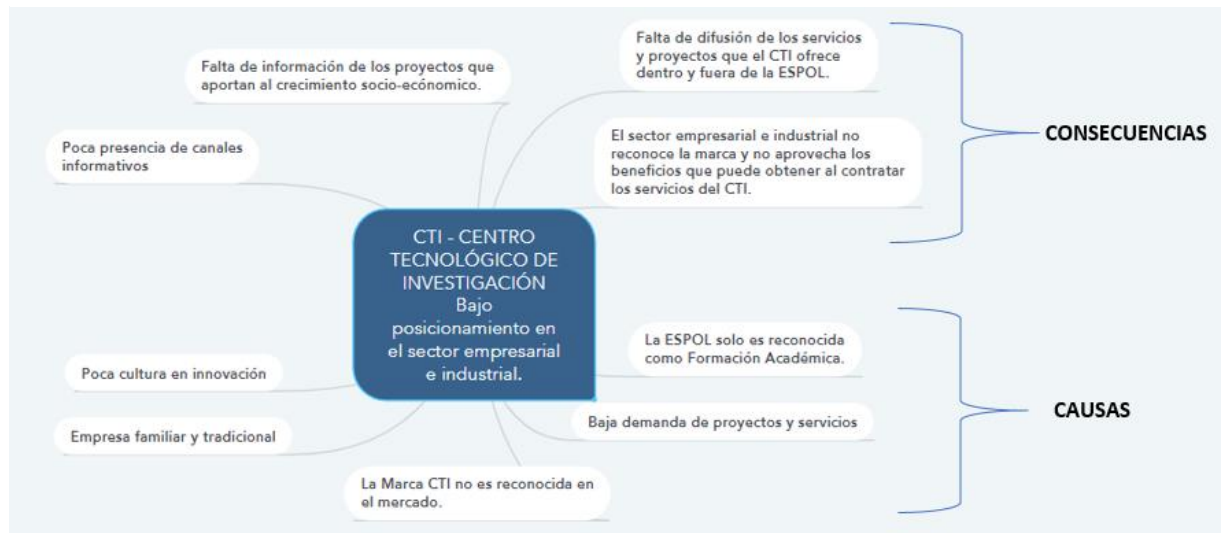 Falta de información de los proyectos que
aportan al crecimiento socio-ecónomico.
Poca presencia de canales
informativos
Falta de difusión de los servicios
y proyectos que el CTI ofrece
dentro y fuera de la ESPOL.
El sector empresarial e industrial no
reconoce la marca y no aprovecha los
beneficios que puede obtener al contratar
los servicios del CTI.
CONSECUENCIAS
CTI - CENTRO
TECNOLÓGICO DE
INVESTIGACIÓN
Bajo
posicionamiento en
el sector empresarial
e industrial.
Poca cultura en innovación
Empresa familiar y tradicional
La Marca CTI no es reconocida en
el mercado.
La ESPOL solo es reconocida
como Formación Académica.
Baja demanda de proyectos y servicios
CAUSAS